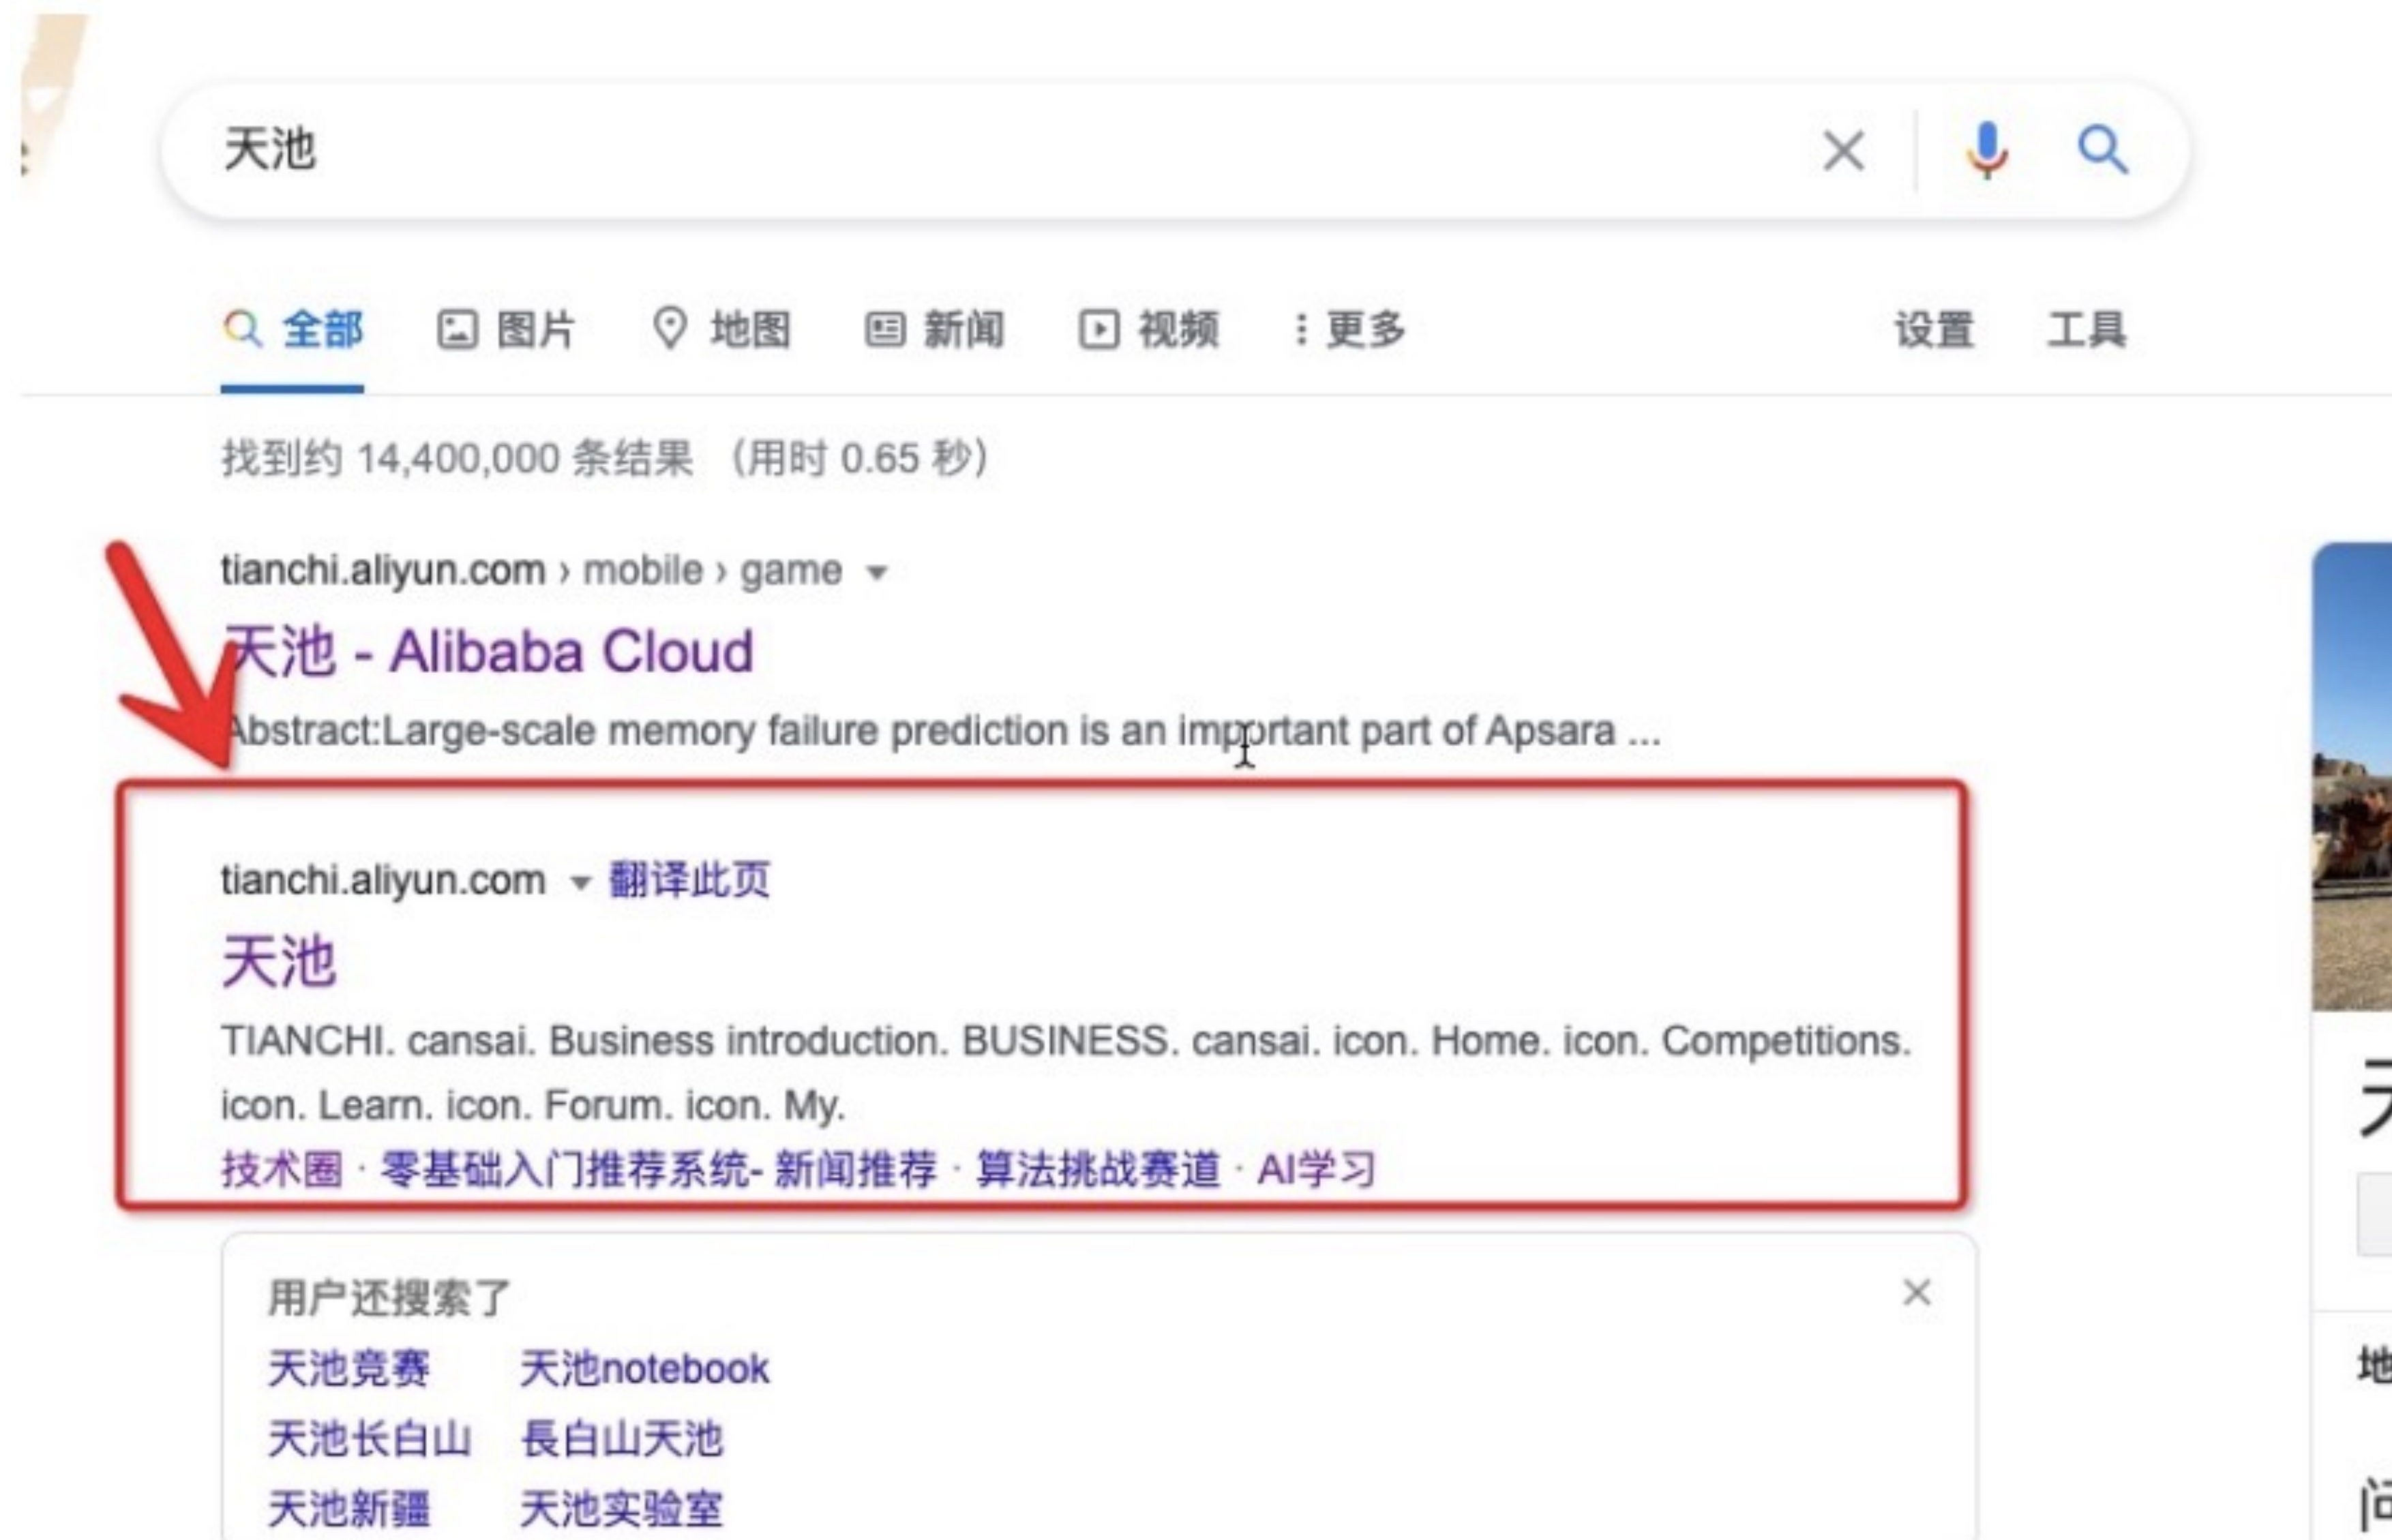 天池
全部 图片 地图 新闻 视频 更多 设置 工具
找到约 14,400,000 条结果 （用时 0.65 秒）
tianchi.aliyun.com › mobile › game
天池 - Alibaba Cloud
Abstract:Large-scale memory failure prediction is an important part of Apsara ...
tianchi.aliyun.com 翻译此页
天池
TIANCHI. cansai. Business introduction. BUSINESS. cansai. icon. Home. icon. Competitions.
icon. Learn. icon. Forum. icon. My.
技术圈 · 零基础入门推荐系统- 新闻推荐 · 算法挑战赛道 · AI学习
用户还搜索了
天池竞赛 天池notebook
天池长白山 長白山天池
天池新疆 天池实验室